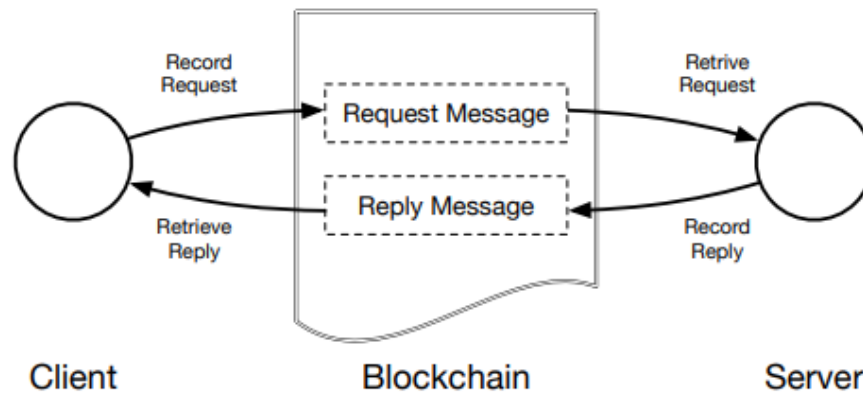 Record
Request
Retrive
Request
Request Message
Reply Message
Retrieve
Reply
Record
Reply
Client
Blockchain
Server